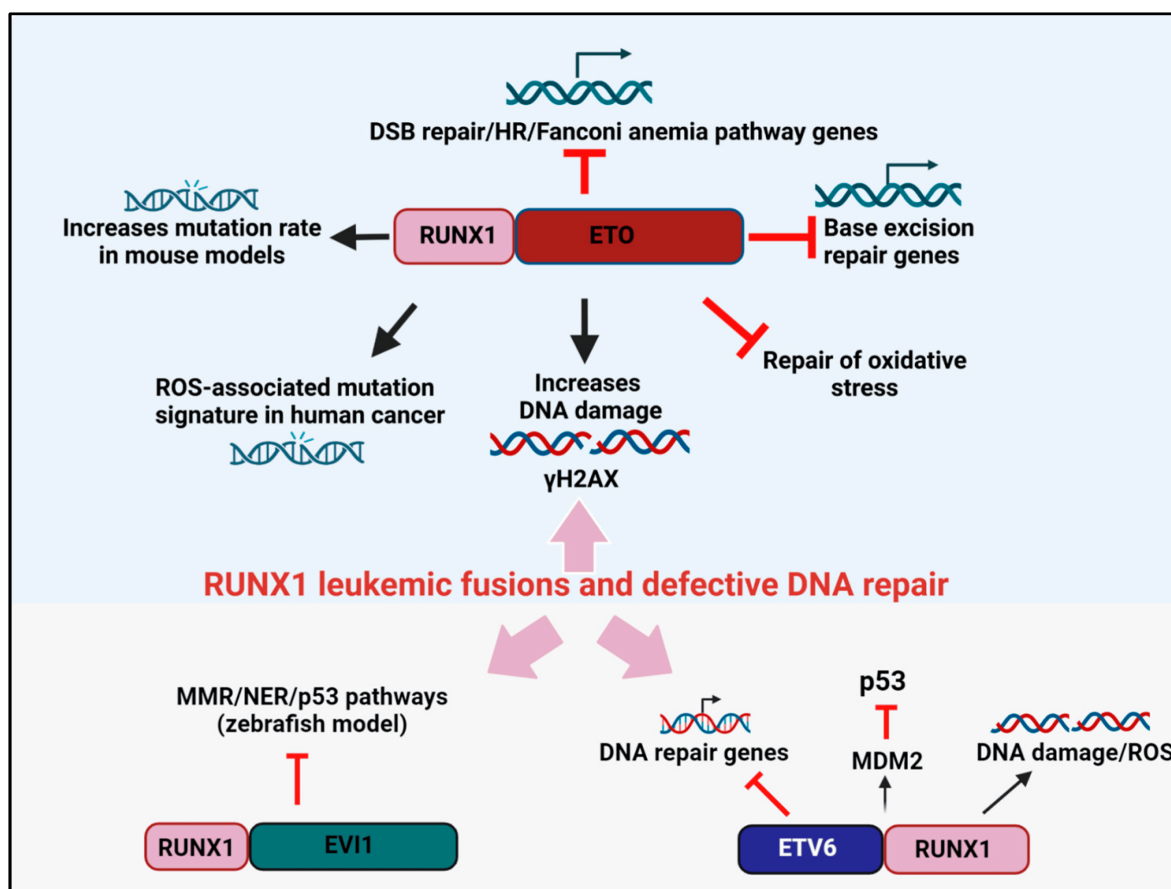 DSB repair/HR/Fanconi anemia pathway genes
Increases mutation rate
in mouse models
RUNX1
ETO
Base excision
repair genes
ROS-associated mutation
signature in human cancer
Increases
DNA damage
γH2AX
Repair of oxidative
stress
RUNX1 leukemic fusions and defective DNA repair
MMR/NER/p53 pathways
(zebrafish model)
RUNX1
EVI1
DNA repair genes
p53
MDM2
DNA damage/ROS
ETV6
RUNX1